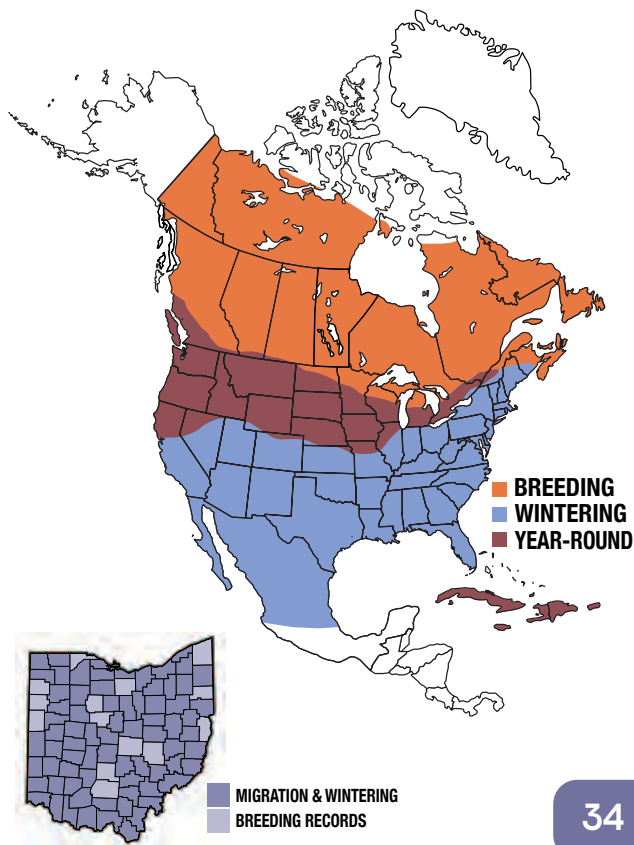 BREEDING
WINTERING
YEAR-ROUND
MIGRATION & WINTERING
BREEDING RECORDS
34